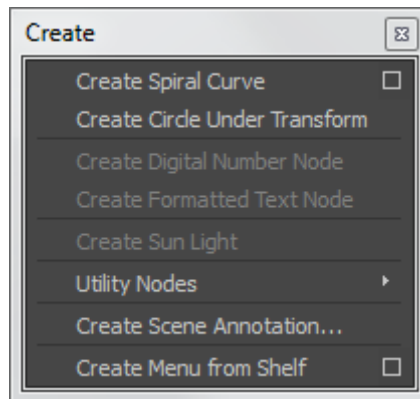 Create
Create Spiral Curve
Create Circle Under Transform
Create Digital Number Node
Create Formatted Text Node
Create Sun Light
Utility Nodes
Create Scene Annotation...
Create Menu from Shelf